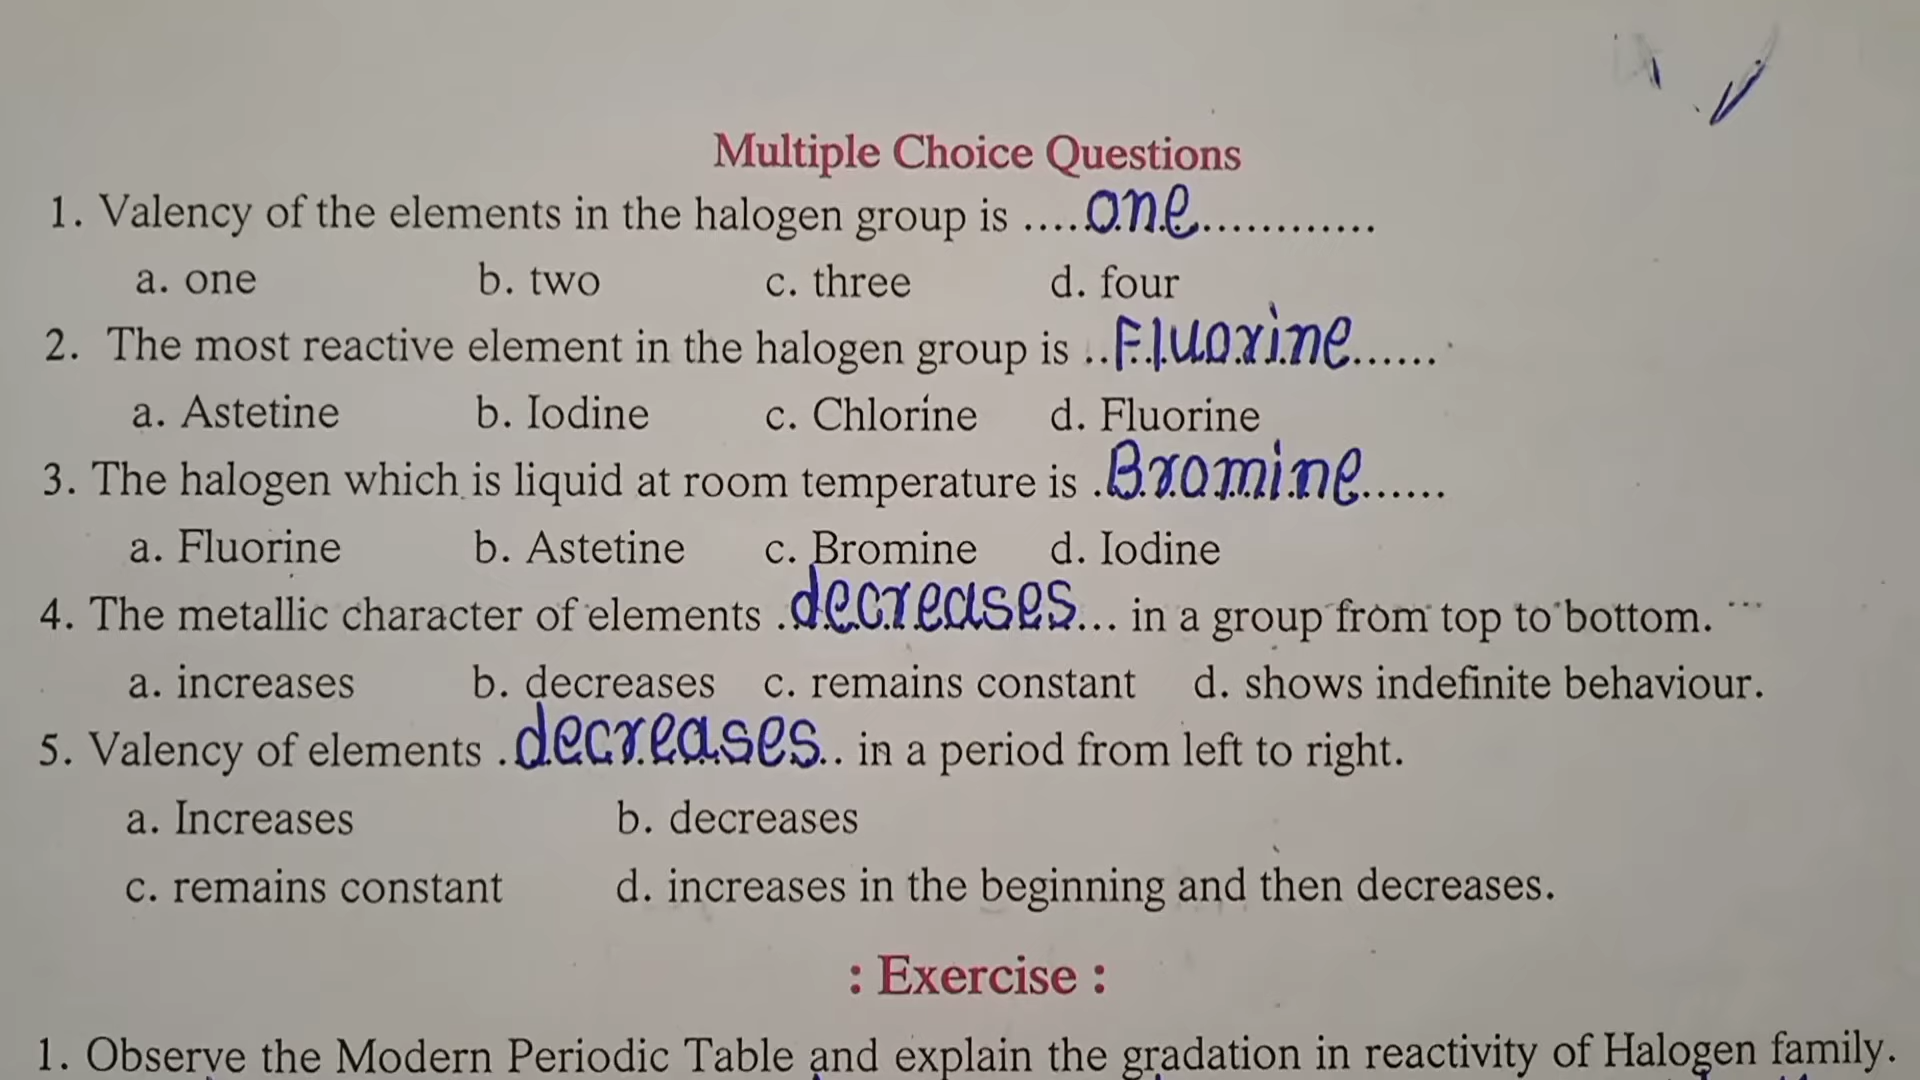 Multiple Choice Questions
1. Valency of the elements in the halogen group is ....one............
a. one b. two c. three d. four
2. The most reactive element in the halogen group is ..Fluorine......
a. Astetine b. Iodine c. Chlorine d. Fluorine
3. The halogen which is liquid at room temperature is .Bromine......
a. Fluorine b. Astetine c. Bromine d. Iodine
4. The metallic character of elements .decreases... in a group from top to bottom.
a. increases b. decreases c. remains constant d. shows indefinite behaviour.
5. Valency of elements .decreases.. in a period from left to right.
a. Increases b. decreases
c. remains constant d. increases in the beginning and then decreases.
: Exercise :
1. Observe the Modern Periodic Table and explain the gradation in reactivity of Halogen family.